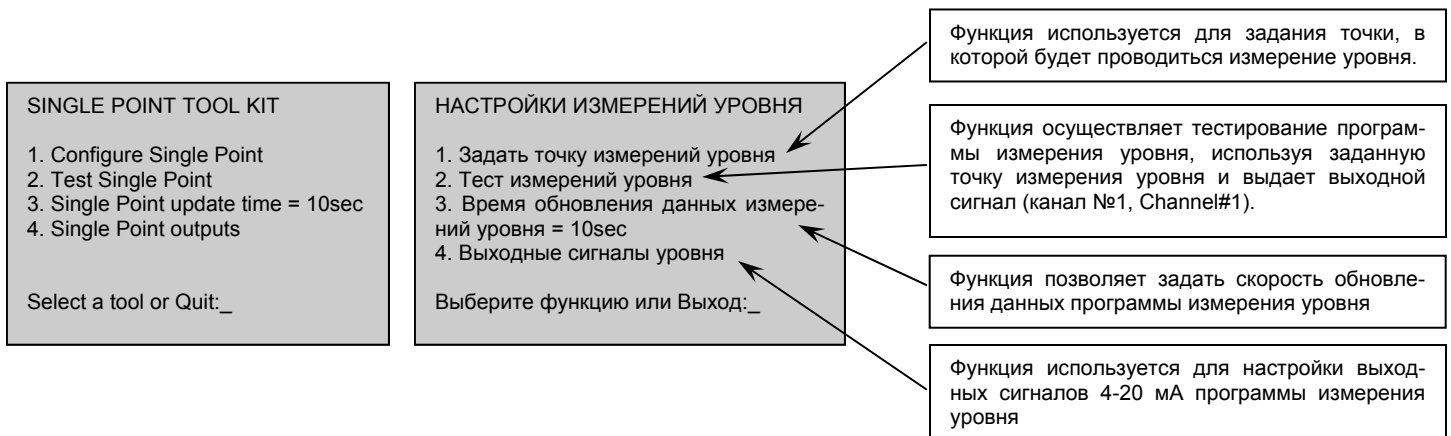 SINGLE POINT TOOL KIT
1. Configure Single Point
2. Test Single Point
3. Single Point update time = 10sec
4. Single Point outputs
Select a tool or Quit:_
НАСТРОЙКИ ИЗМЕРЕНИЙ УРОВНЯ
1. Задать точку измерений уровня
2. Тест измерений уровня
3. Время обновления данных измере-
ний уровня = 10sec
4. Выходные сигналы уровня
Выберите функцию или Выход:_
Функция используется для задания точки, в
которой будет проводиться измерение уровня.
Функция осуществляет тестирование програм-
мы измерения уровня, используя заданную
точку измерения уровня и выдает выходной
сигнал (канал №1, Channel#1).
Функция позволяет задать скорость обновле-
ния данных программы измерения уровня
Функция используется для настройки выход-
ных сигналов 4-20 мА программы измерения
уровня